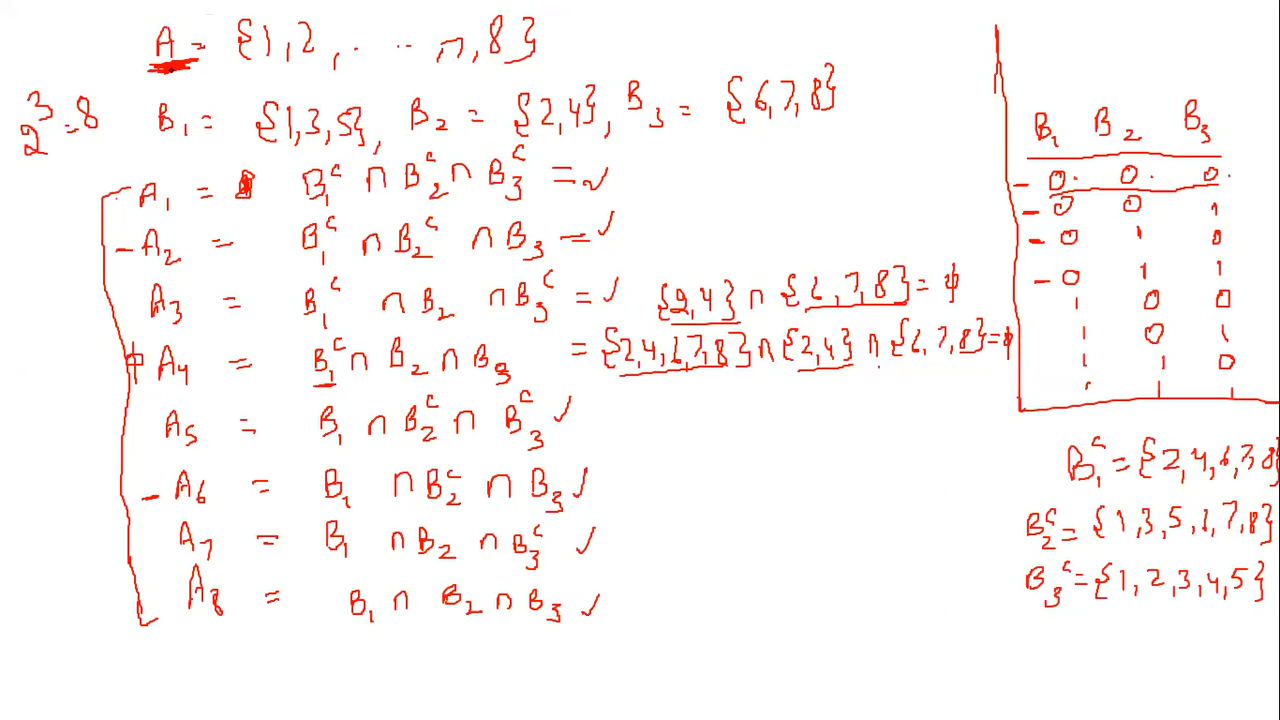 A = {1, 2, . .. n, 8}
2^3 = 8 B₁ = {1, 3, 5}, B₂ = {2, 4}, B₃ = {6, 7, 8}
A₁ = B₁ᶜ ∩ B₂ᶜ ∩ B₃ᶜ = ✓
- A₂ = B₁ᶜ ∩ B₂ᶜ ∩ B₃ = ✓
A₃ = B₁ᶜ ∩ B₂ ∩ B₃ᶜ = ✓ {2, 4} ∩ {6, 7, 8} = ϕ
ϕ A₄ = B₁ᶜ ∩ B₂ ∩ B₃ = {2, 4, 6, 7, 8} ∩ {2, 4} ∩ {6, 7, 8} = ϕ
A₅ = B₁ ∩ B₂ᶜ ∩ B₃ᶜ ✓
- A₆ = B₁ ∩ B₂ᶜ ∩ B₃ ✓
A₇ = B₁ ∩ B₂ ∩ B₃ᶜ ✓
A₈ = B₁ ∩ B₂ ∩ B₃ ✓
B₁ B₂ B₃
- 0 . 0 . 0 .
- 0 0 1
- 0 1 0
- 0 1 1
1 0 0
1 0 1
1 1 0
1 1 1
B₁ᶜ = {2, 4, 6, 7 8}
B₂ᶜ = {1, 3, 5, 6, 7, 8}
B₃ᶜ = {1, 2, 3, 4, 5}